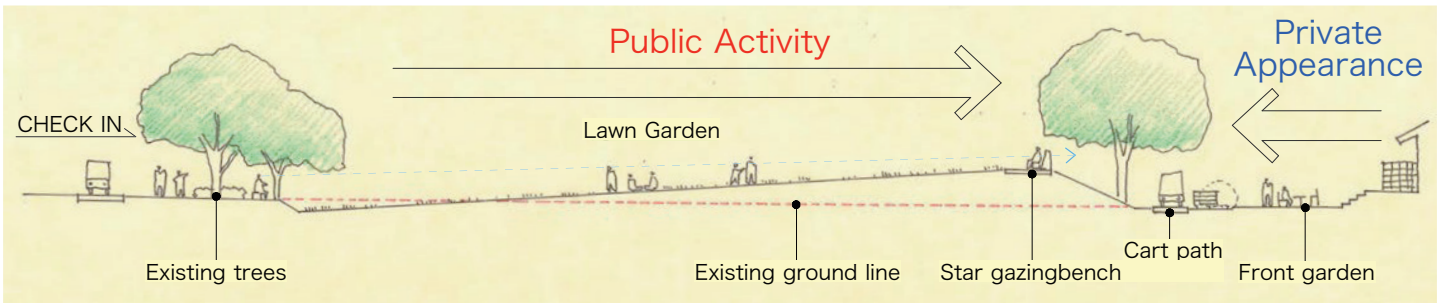 Public Activity
Private
Appearance
CHECK IN
Lawn Garden
Existing trees
Existing ground line
Star gazingbench
Cart path
Front garden